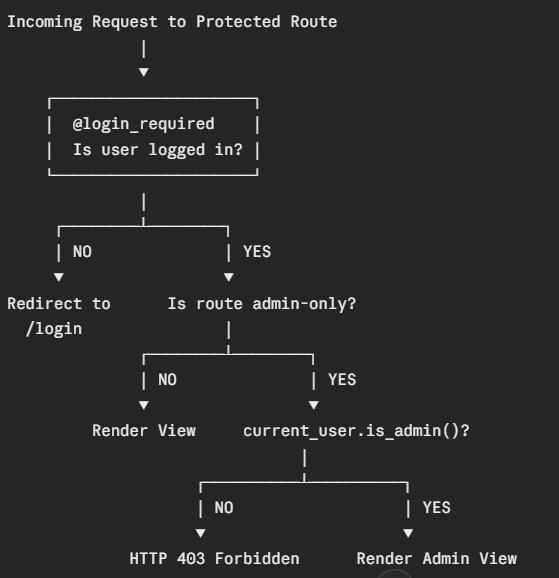 Incoming Request to Protected Route
@login_required
Is user logged in?
NO YES
Redirect to Is route admin-only?
/login
NO YES
Render View current_user.is_admin()?
NO YES
HTTP 403 Forbidden Render Admin View